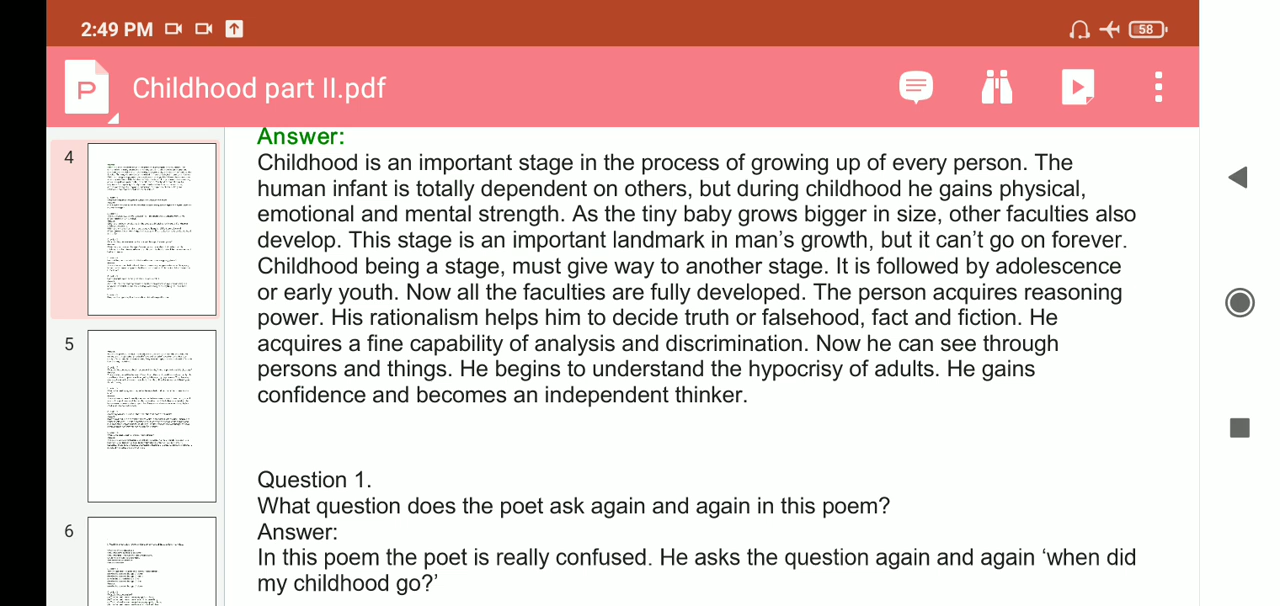 2:49 PM
58
P
Childhood part II.pdf
4
5
6
Answer:
Childhood is an important stage in the process of growing up of every person. The
human infant is totally dependent on others, but during childhood he gains physical,
emotional and mental strength. As the tiny baby grows bigger in size, other faculties also
develop. This stage is an important landmark in man's growth, but it can't go on forever.
Childhood being a stage, must give way to another stage. It is followed by adolescence
or early youth. Now all the faculties are fully developed. The person acquires reasoning
power. His rationalism helps him to decide truth or falsehood, fact and fiction. He
acquires a fine capability of analysis and discrimination. Now he can see through
persons and things. He begins to understand the hypocrisy of adults. He gains
confidence and becomes an independent thinker.
Question 1.
What question does the poet ask again and again in this poem?
Answer:
In this poem the poet is really confused. He asks the question again and again ‘when did
my childhood go?’